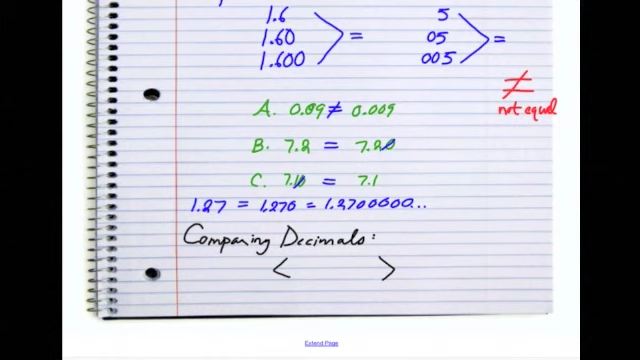 1.6
1.60 =
1.600
5
05 =
005
≠
not equal
A. 0.09 ≠ 0.009
B. 7.2 = 7.20
C. 7.10 = 7.1
1.27 = 1.270 = 1.2700000...
Comparing Decimals:
< >
Extend Page